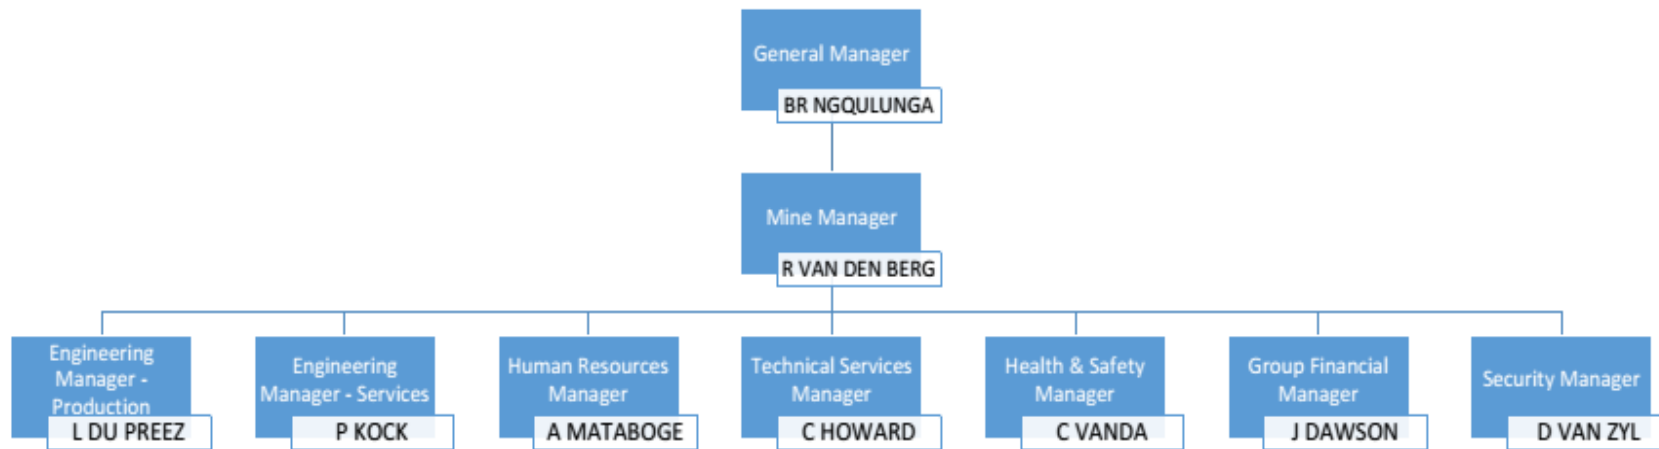 General Manager
BR NGQULUNGA
Mine Manager
R VAN DEN BERG
Engineering
Manager -
Production
L DU PREEZ
Engineering
Manager - Services
P KOCK
Human Resources
Manager
A MATABOGE
Technical Services
Manager
C HOWARD
Health & Safety
Manager
C VANDA
Group Financial
Manager
J DAWSON
Security Manager
D VAN ZYL